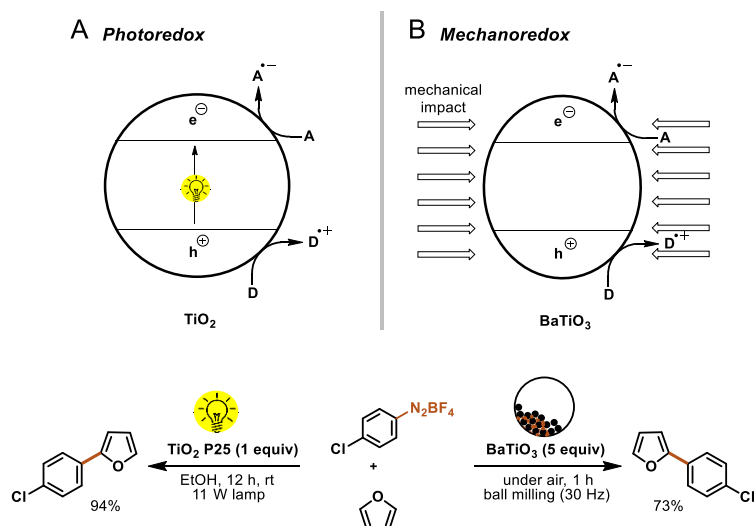 A Photoredox
B Mechanoredox
A•−
e⊖
A
h⊕
D•+
D
TiO2
mechanical
impact
A•−
e⊖
A
h⊕
D•+
D
BaTiO3
TiO2 P25 (1 equiv)
EtOH, 12 h, rt
11 W lamp
O
Cl
94%
N2BF4
Cl
+
O
BaTiO3 (5 equiv)
under air, 1 h
ball milling (30 Hz)
O
Cl
73%